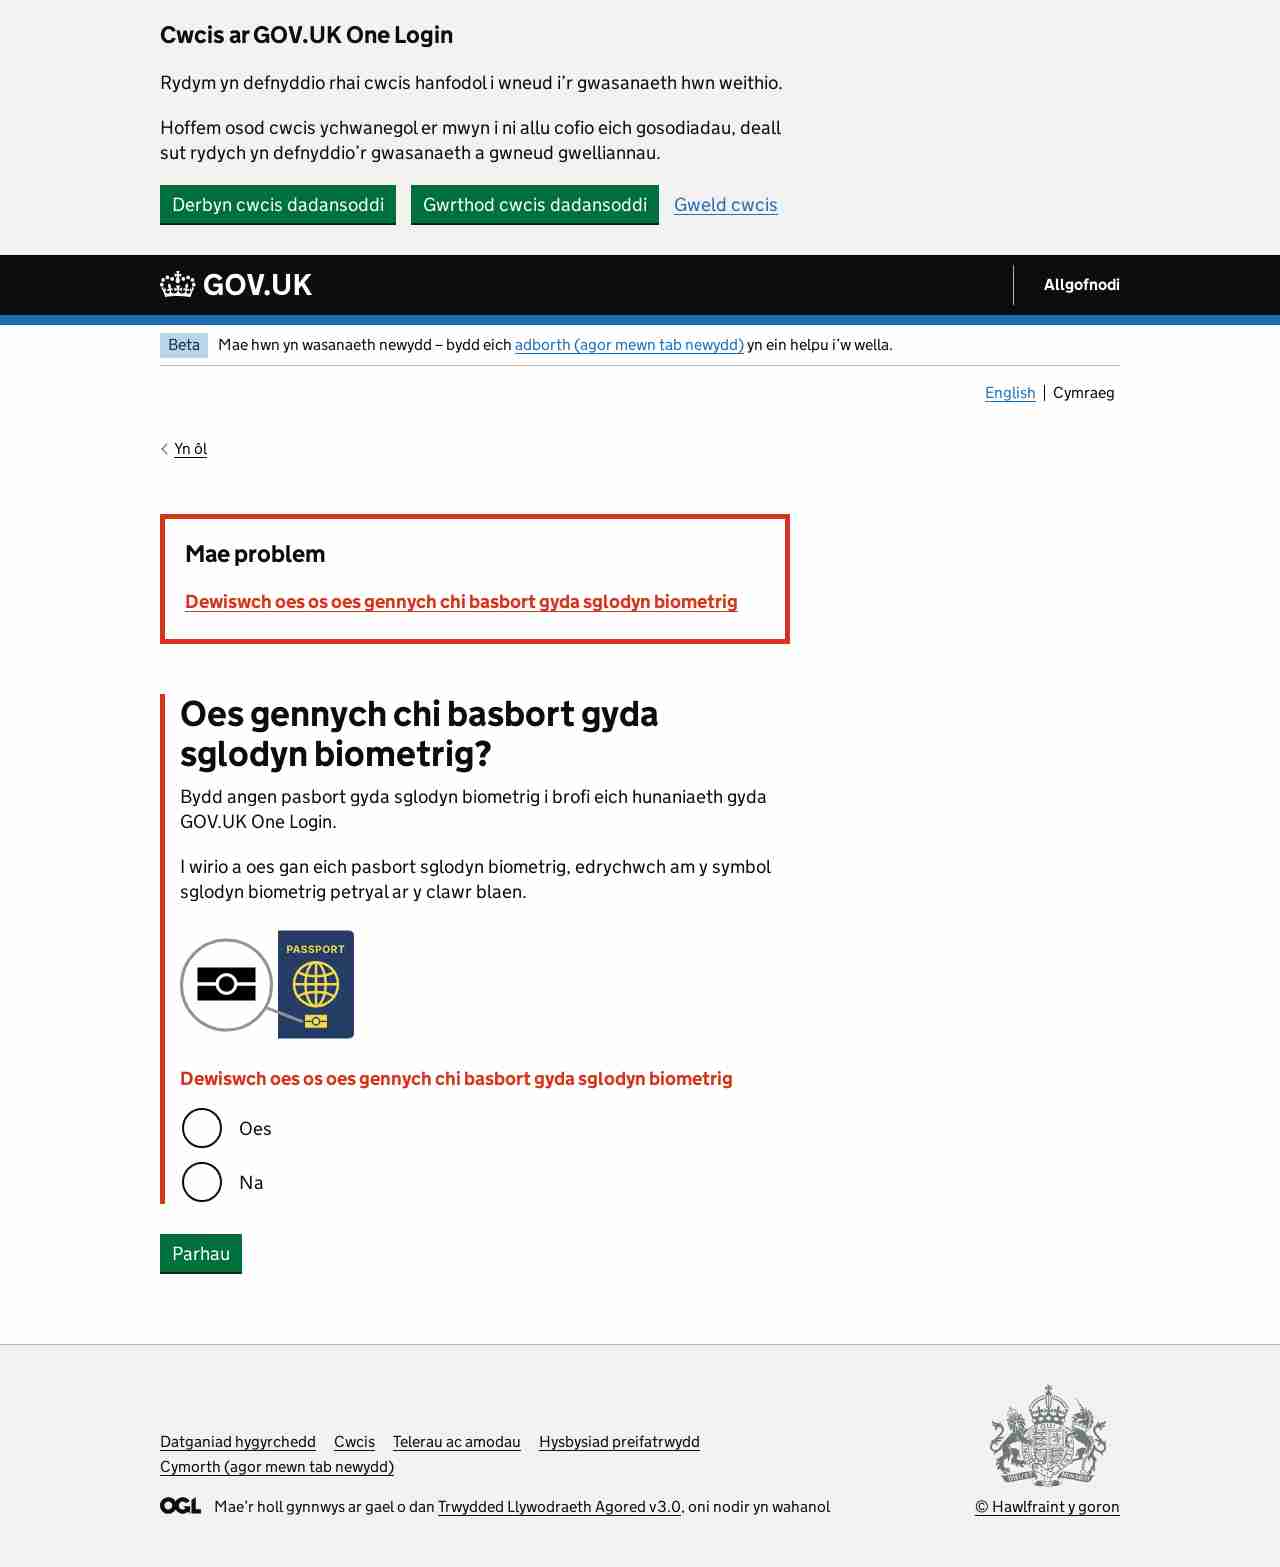 Cwcis ar GOV.UK One Login
Rydym yn defnyddio rhai cwcis hanfodol i wneud i’r gwasanaeth hwn weithio.
Hoffem osod cwcis ychwanegol er mwyn i ni allu cofio eich gosodiadau, deall
sut rydych yn defnyddio’r gwasanaeth a gwneud gwelliannau.
Derbyn cwcis dadansoddi Gwrthod cwcis dadansoddi Gweld cwcis
GOV.UK Allgofnodi
Beta Mae hwn yn wasanaeth newydd – bydd eich adborth (agor mewn tab newydd) yn ein helpu i’w wella.
English Cymraeg
Yn ôl
Mae problem
Dewiswch oes os oes gennych chi basbort gyda sglodyn biometrig
Oes gennych chi basbort gyda
sglodyn biometrig?
Bydd angen pasbort gyda sglodyn biometrig i brofi eich hunaniaeth gyda
GOV.UK One Login.
I wirio a oes gan eich pasbort sglodyn biometrig, edrychwch am y symbol
sglodyn biometrig petryal ar y clawr blaen.
PASSPORT
Dewiswch oes os oes gennych chi basbort gyda sglodyn biometrig
Oes
Na
Parhau
Datganiad hygyrchedd Cwcis Telerau ac amodau Hysbysiad preifatrwydd
Cymorth (agor mewn tab newydd)
OGL Mae’r holl gynnwys ar gael o dan Trwydded Llywodraeth Agored v3.0, oni nodir yn wahanol
© Hawlfraint y goron